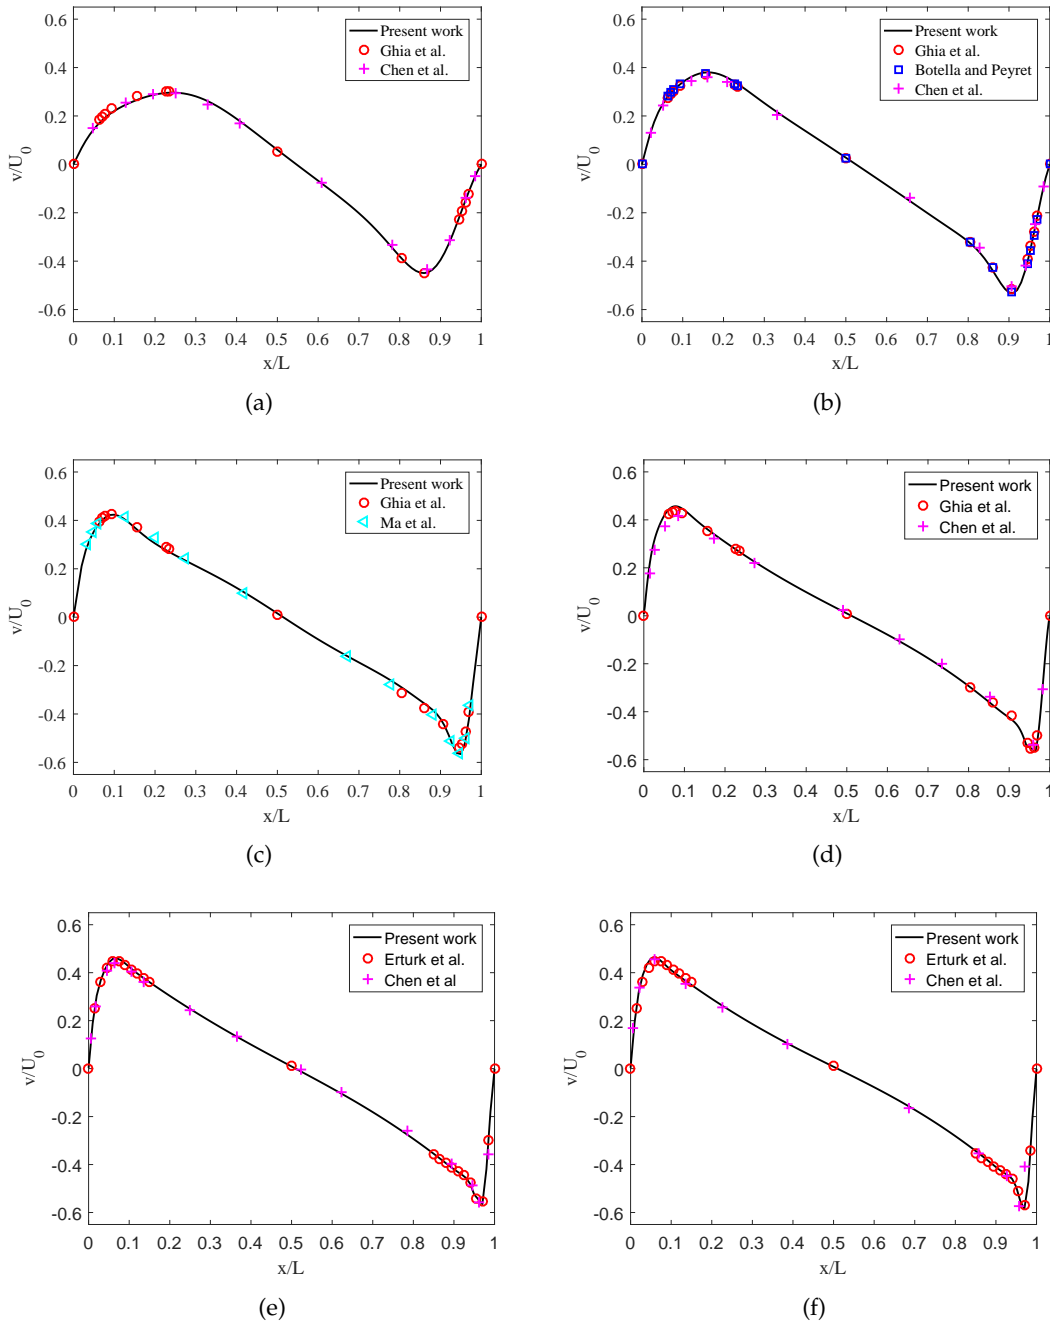 0.6
0.4
0.2
0
-0.2
-0.4
-0.6
v/U0
0 0.1 0.2 0.3 0.4 0.5 0.6 0.7 0.8 0.9 1
x/L
Present work
Ghia et al.
Chen et al.
(a)
0.6
0.4
0.2
0
-0.2
-0.4
-0.6
v/U0
0 0.1 0.2 0.3 0.4 0.5 0.6 0.7 0.8 0.9 1
x/L
Present work
Ghia et al.
Botella and Peyret
Chen et al.
(b)
0.6
0.4
0.2
0
-0.2
-0.4
-0.6
v/U0
0 0.1 0.2 0.3 0.4 0.5 0.6 0.7 0.8 0.9 1
x/L
Present work
Ghia et al.
Ma et al.
(c)
0.6
0.4
0.2
0
-0.2
-0.4
-0.6
v/U0
0 0.1 0.2 0.3 0.4 0.5 0.6 0.7 0.8 0.9 1
x/L
Present work
Ghia et al.
Chen et al.
(d)
0.6
0.4
0.2
0
-0.2
-0.4
-0.6
v/U0
0 0.1 0.2 0.3 0.4 0.5 0.6 0.7 0.8 0.9 1
x/L
Present work
Erturk et al.
Chen et al
(e)
0.6
0.4
0.2
0
-0.2
-0.4
-0.6
v/U0
0 0.1 0.2 0.3 0.4 0.5 0.6 0.7 0.8 0.9 1
x/L
Present work
Erturk et al.
Chen et al.
(f)